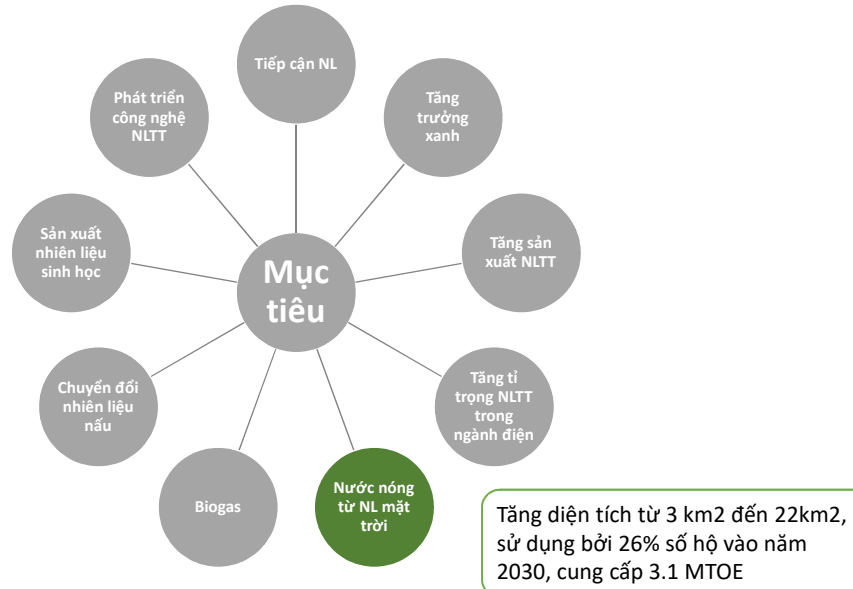 Tiếp cận NL
Tăng
trưởng
xanh
Tăng sản
xuất NLTT
Tăng tỉ
trọng NLTT
trong
ngành điện
Nước nóng
từ NL mặt
trời
Biogas
Chuyển đổi
nhiên liệu
nấu
Sản xuất
nhiên liệu
sinh học
Phát triển
công nghệ
NLTT
Mục
tiêu
Tăng diện tích từ 3 km2 đến 22km2,
sử dụng bởi 26% số hộ vào năm
2030, cung cấp 3.1 MTOE